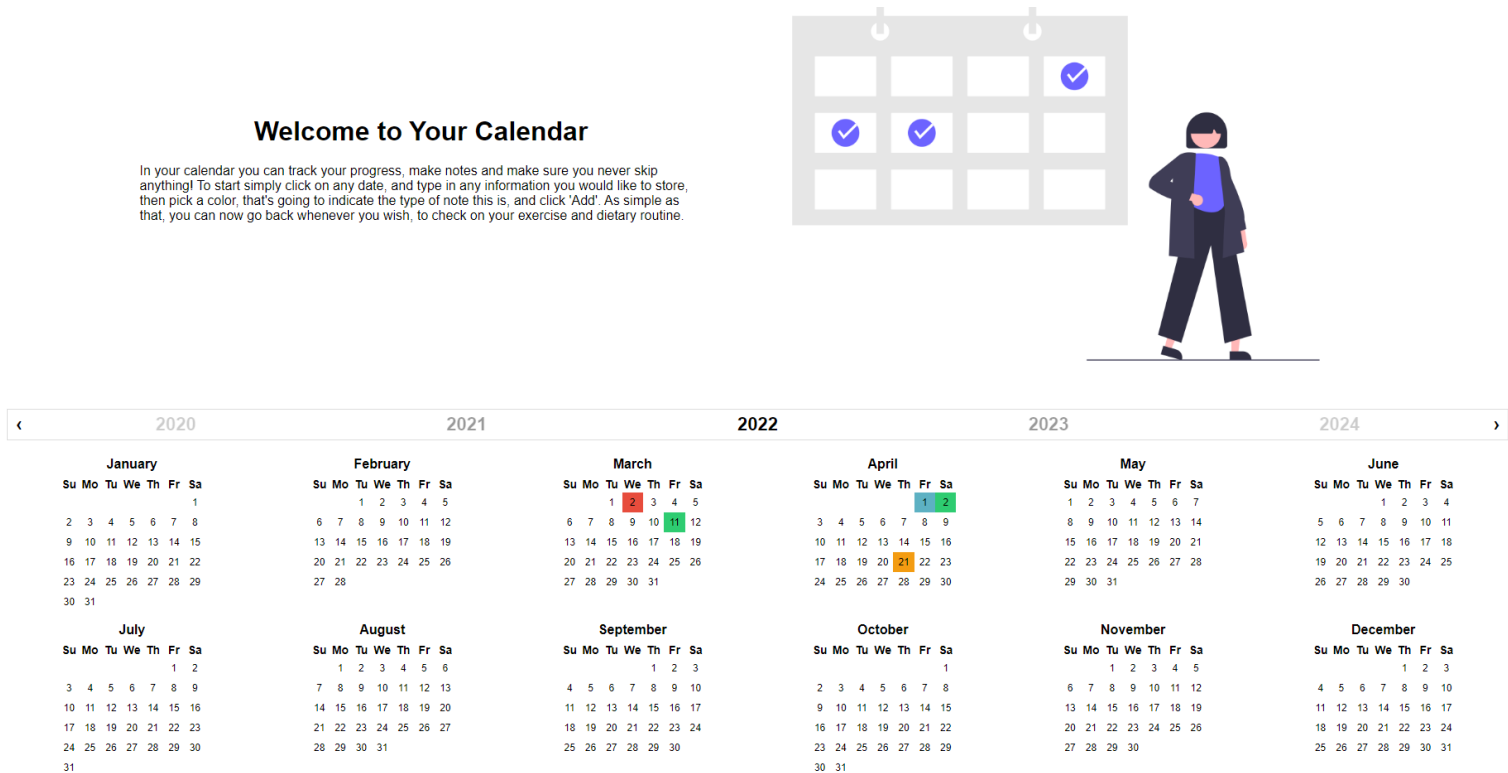 Welcome to Your Calendar
In your calendar you can track your progress, make notes and make sure you never skip
anything! To start simply click on any date, and type in any information you would like to store,
then pick a color, that's going to indicate the type of note this is, and click 'Add'. As simple as
that, you can now go back whenever you wish, to check on your exercise and dietary routine.
‹ 2020 2021 2022 2023 2024 ›
January
Su Mo Tu We Th Fr Sa
1
2 3 4 5 6 7 8
9 10 11 12 13 14 15
16 17 18 19 20 21 22
23 24 25 26 27 28 29
30 31
February
Su Mo Tu We Th Fr Sa
1 2 3 4 5
6 7 8 9 10 11 12
13 14 15 16 17 18 19
20 21 22 23 24 25 26
27 28
March
Su Mo Tu We Th Fr Sa
1 2 3 4 5
6 7 8 9 10 11 12
13 14 15 16 17 18 19
20 21 22 23 24 25 26
27 28 29 30 31
April
Su Mo Tu We Th Fr Sa
1 2
3 4 5 6 7 8 9
10 11 12 13 14 15 16
17 18 19 20 21 22 23
24 25 26 27 28 29 30
May
Su Mo Tu We Th Fr Sa
1 2 3 4 5 6 7
8 9 10 11 12 13 14
15 16 17 18 19 20 21
22 23 24 25 26 27 28
29 30 31
June
Su Mo Tu We Th Fr Sa
1 2 3 4
5 6 7 8 9 10 11
12 13 14 15 16 17 18
19 20 21 22 23 24 25
26 27 28 29 30
July
Su Mo Tu We Th Fr Sa
1 2
3 4 5 6 7 8 9
10 11 12 13 14 15 16
17 18 19 20 21 22 23
24 25 26 27 28 29 30
31
August
Su Mo Tu We Th Fr Sa
1 2 3 4 5 6
7 8 9 10 11 12 13
14 15 16 17 18 19 20
21 22 23 24 25 26 27
28 29 30 31
September
Su Mo Tu We Th Fr Sa
1 2 3
4 5 6 7 8 9 10
11 12 13 14 15 16 17
18 19 20 21 22 23 24
25 26 27 28 29 30
October
Su Mo Tu We Th Fr Sa
1
2 3 4 5 6 7 8
9 10 11 12 13 14 15
16 17 18 19 20 21 22
23 24 25 26 27 28 29
30 31
November
Su Mo Tu We Th Fr Sa
1 2 3 4 5
6 7 8 9 10 11 12
13 14 15 16 17 18 19
20 21 22 23 24 25 26
27 28 29 30
December
Su Mo Tu We Th Fr Sa
1 2 3
4 5 6 7 8 9 10
11 12 13 14 15 16 17
18 19 20 21 22 23 24
25 26 27 28 29 30 31